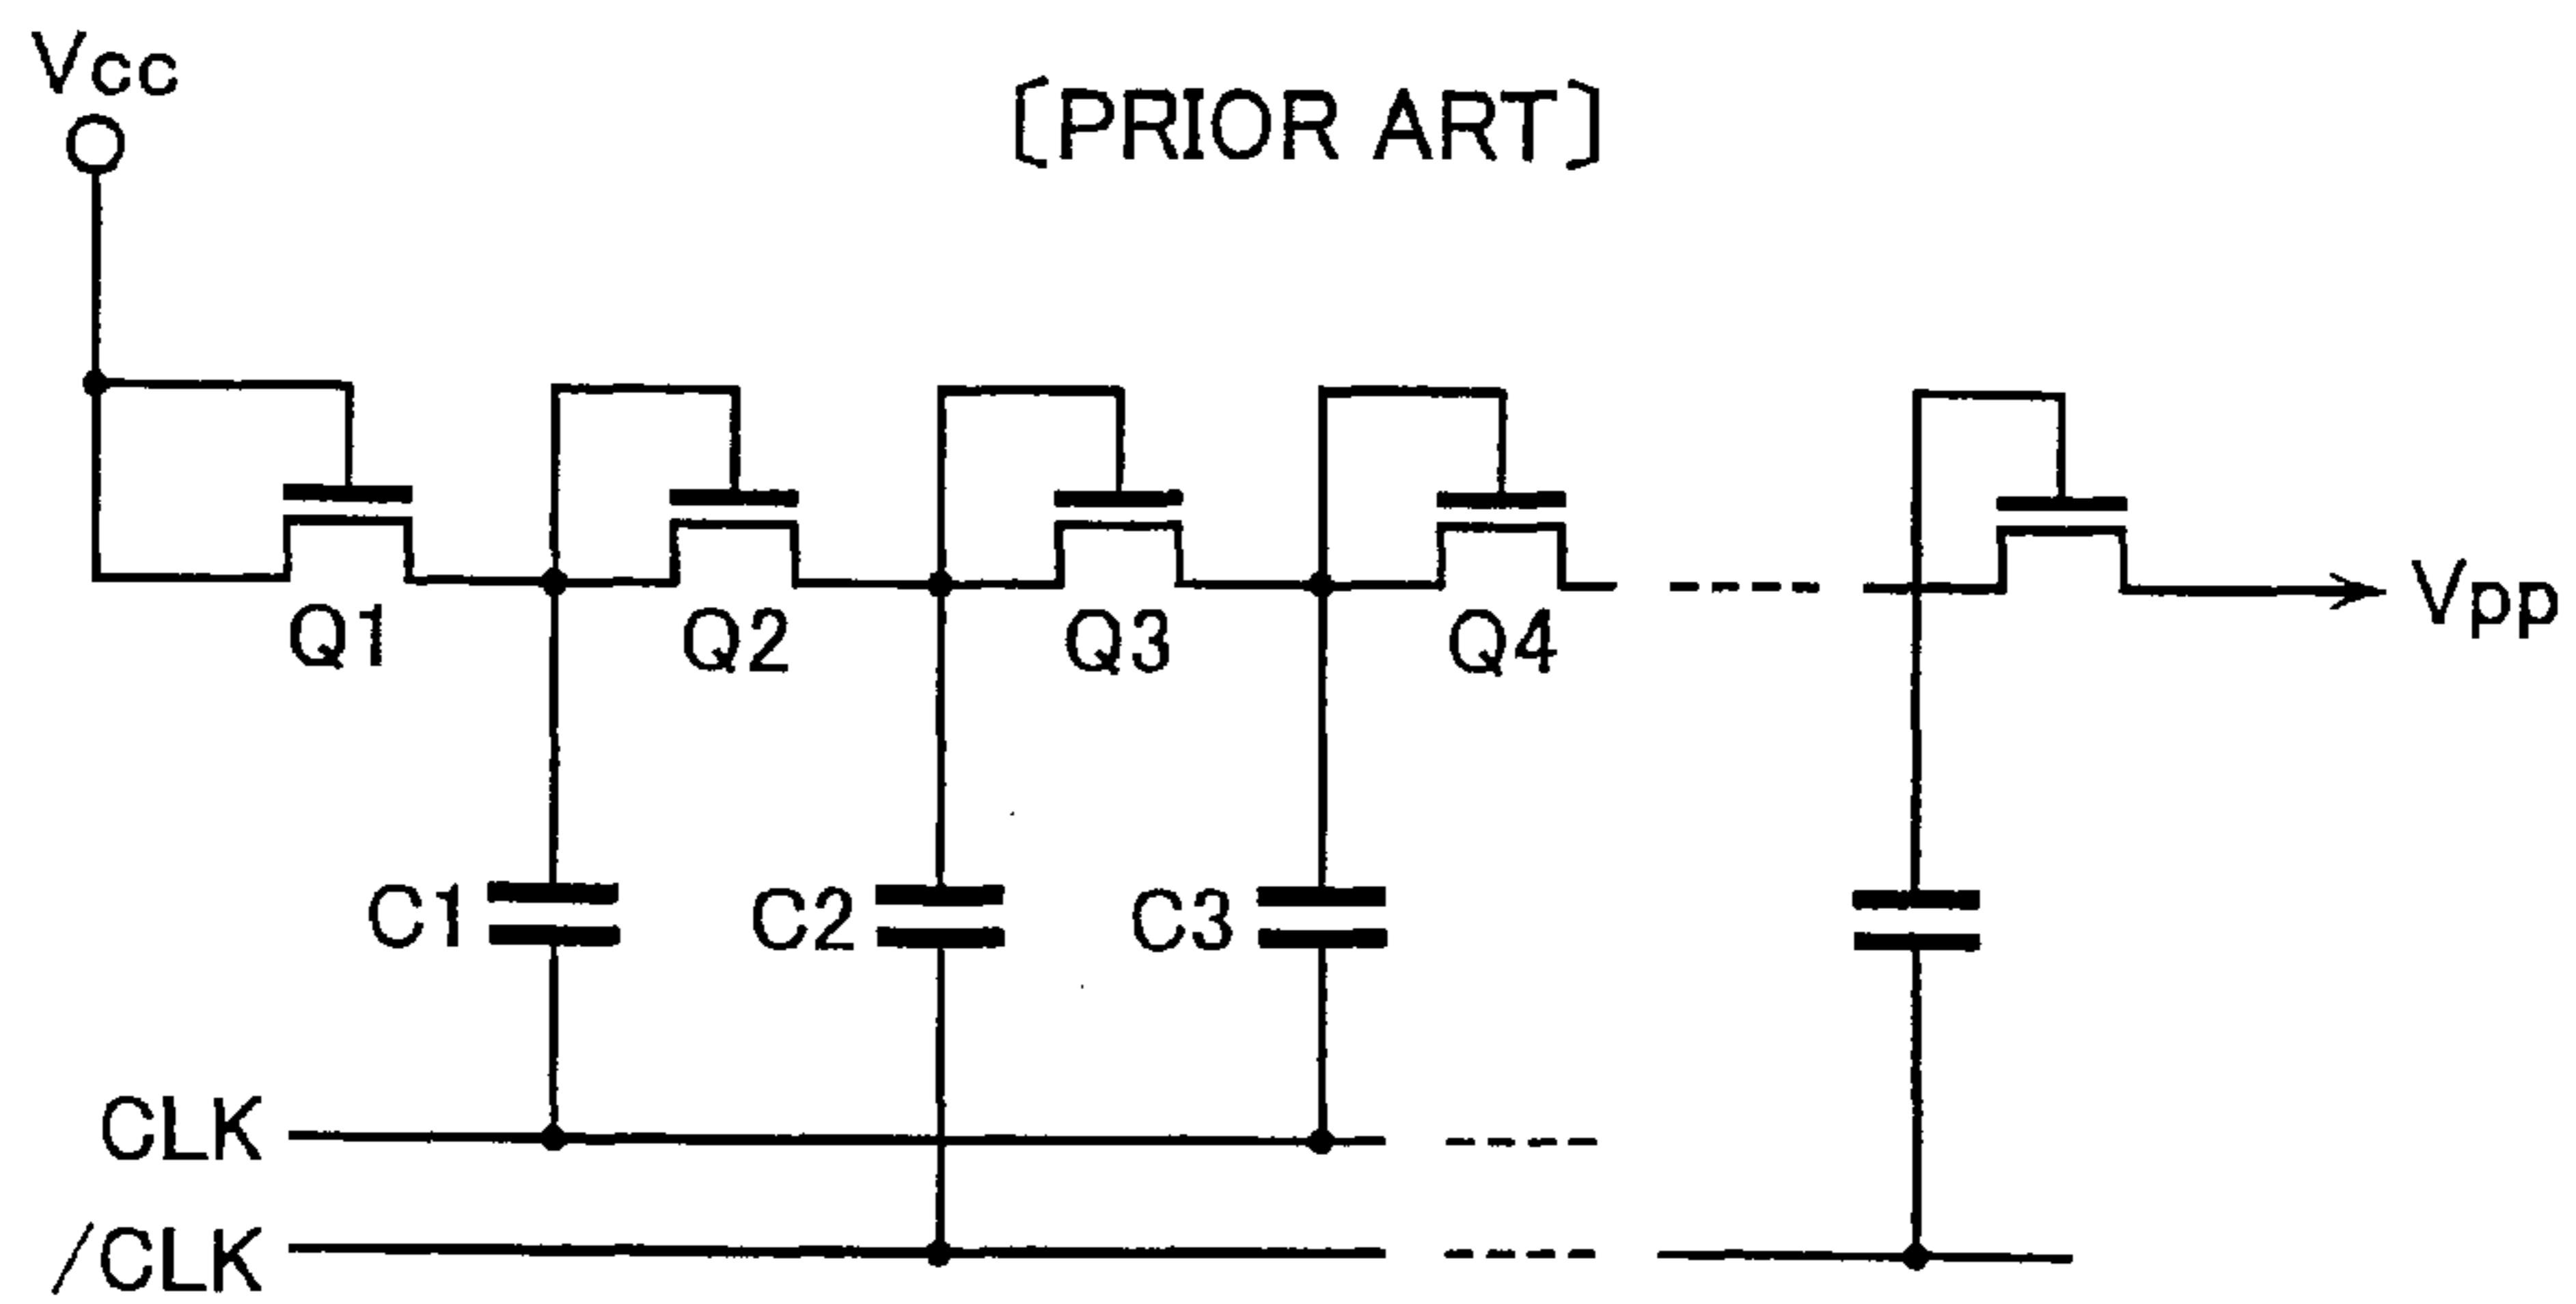 Vcc
〔PRIOR ART〕
Q1
Q2
Q3
Q4
Vpp
C1
C2
C3
CLK
/CLK